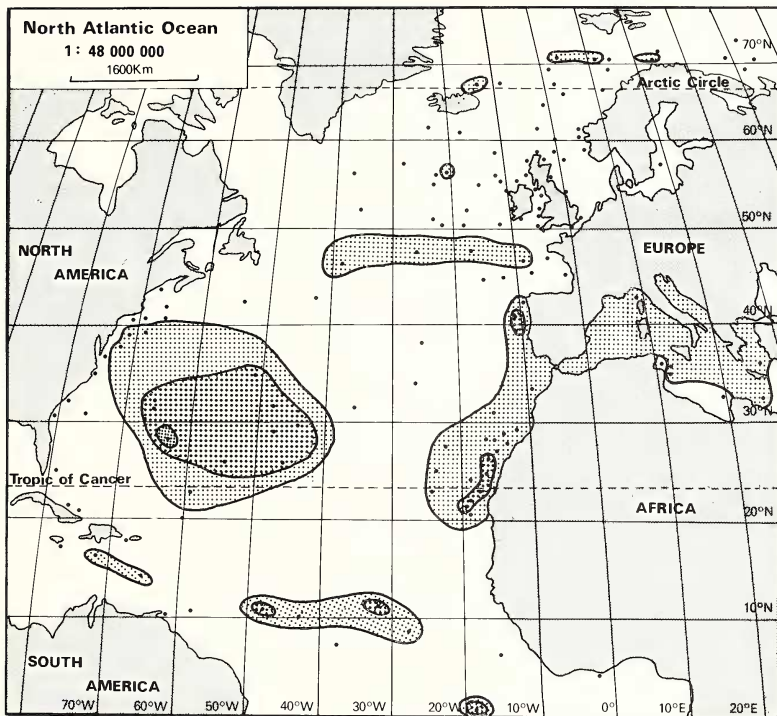 North Atlantic Ocean
1: 48 000 000
1600Km
70°N
Arctic Circle
60°N
50°N
NORTH
AMERICA
EUROPE
40°N
30°N
Tropic of Cancer
AFRICA
20°N
10°N
SOUTH
AMERICA
70°W
60°W
50°W
40°W
30°W
20°W
10°W
0°
10°E
20°E